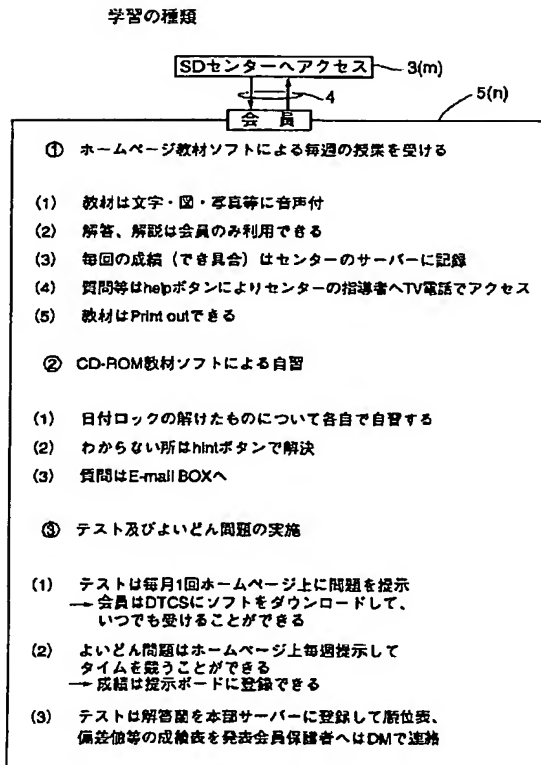 学習の種類
SDセンターへアクセス
3(m)
4
5(n)
会 員
① ホームページ教材ソフトによる毎週の授業を受ける
(1) 教材は文字・図・写真等に音声付
(2) 解答、解説は会員のみ利用できる
(3) 毎回の成績（でき具合）はセンターのサーバーに記録
(4) 質問等はhelpボタンによりセンターの指導者へTV電話でアクセス
(5) 教材はPrint outできる
② CD-ROM教材ソフトによる自習
(1) 日付ロックの解けたものについて各自で自習する
(2) わからない所はhintボタンで解決
(3) 質問はE-mail BOXへ
③ テスト及びよいどん問題の実施
(1) テストは毎月1回ホームページ上に問題を提示
→ 会員はDTCSにソフトをダウンロードして、
いつでも受けることができる
(2) よいどん問題はホームページ上毎週提示して
タイムを競うことができる
→ 成績は提示ボードに登録できる
(3) テストは解答蘭を本部サーバーに登録して順位表、
偏差値等の成績表を発表会員保護者へはDMで連絡